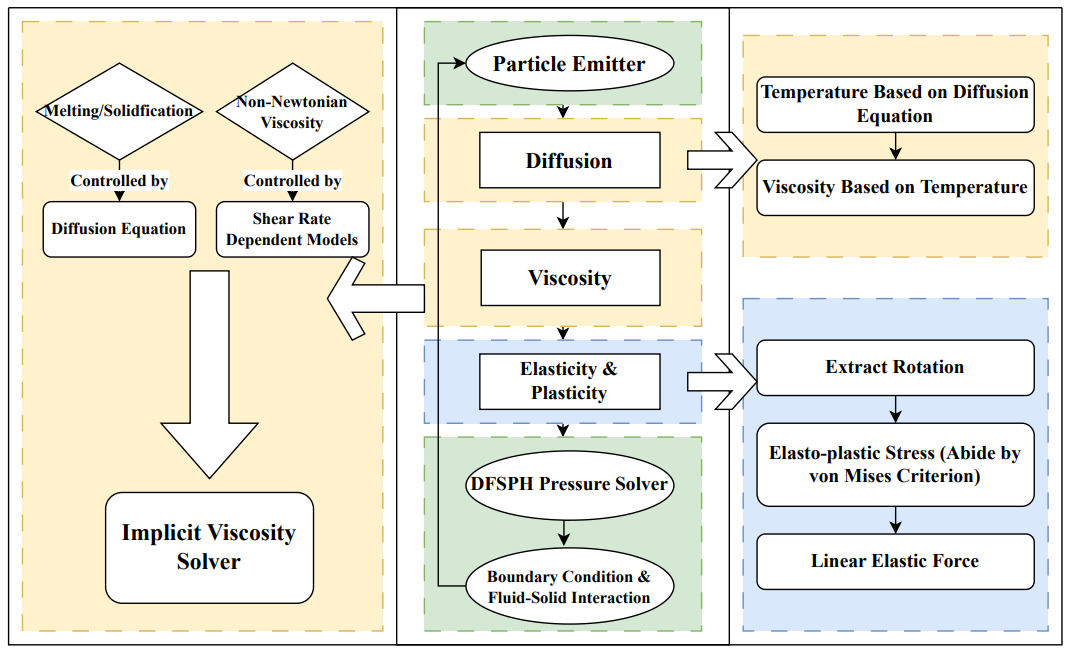 Melting/Solidfication
Non-Newtonian
Viscosity
Controlled by
Controlled by
Diffusion Equation
Shear Rate
Dependent Models
Implicit Viscosity
Solver
Particle Emitter
Diffusion
Viscosity
Elasticity &
Plasticity
DFSPH Pressure Solver
Boundary Condition &
Fluid-Solid Interaction
Temperature Based on Diffusion
Equation
Viscosity Based on Temperature
Extract Rotation
Elasto-plastic Stress (Abide by
von Mises Criterion)
Linear Elastic Force